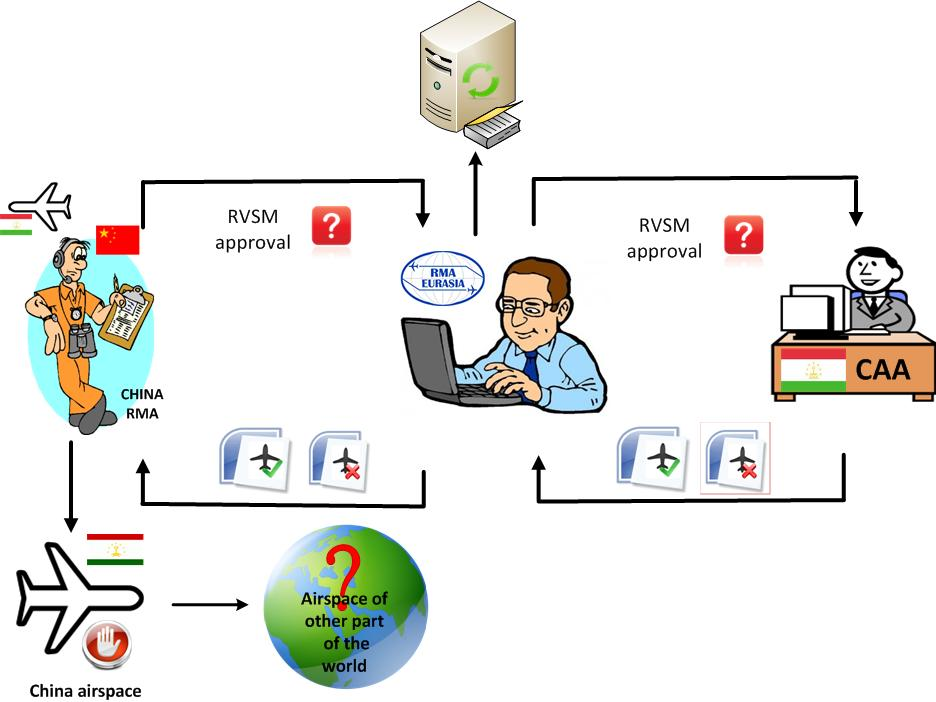 RVSM
approval
?
RVSM
approval
?
RMA
EURASIA
CAA
CHINA
RMA
?
Airspace of
other part
of the
world
China airspace